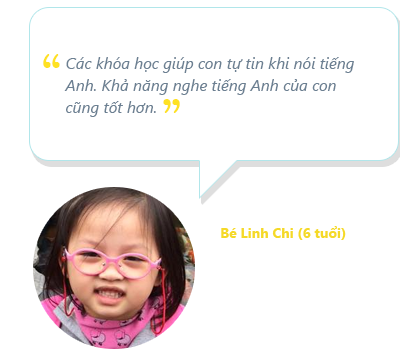 “ Các khóa học giúp con tự tin khi nói tiếng
Anh. Khả năng nghe tiếng Anh của con
cũng tốt hơn. ”
Bé Linh Chi (6 tuổi)